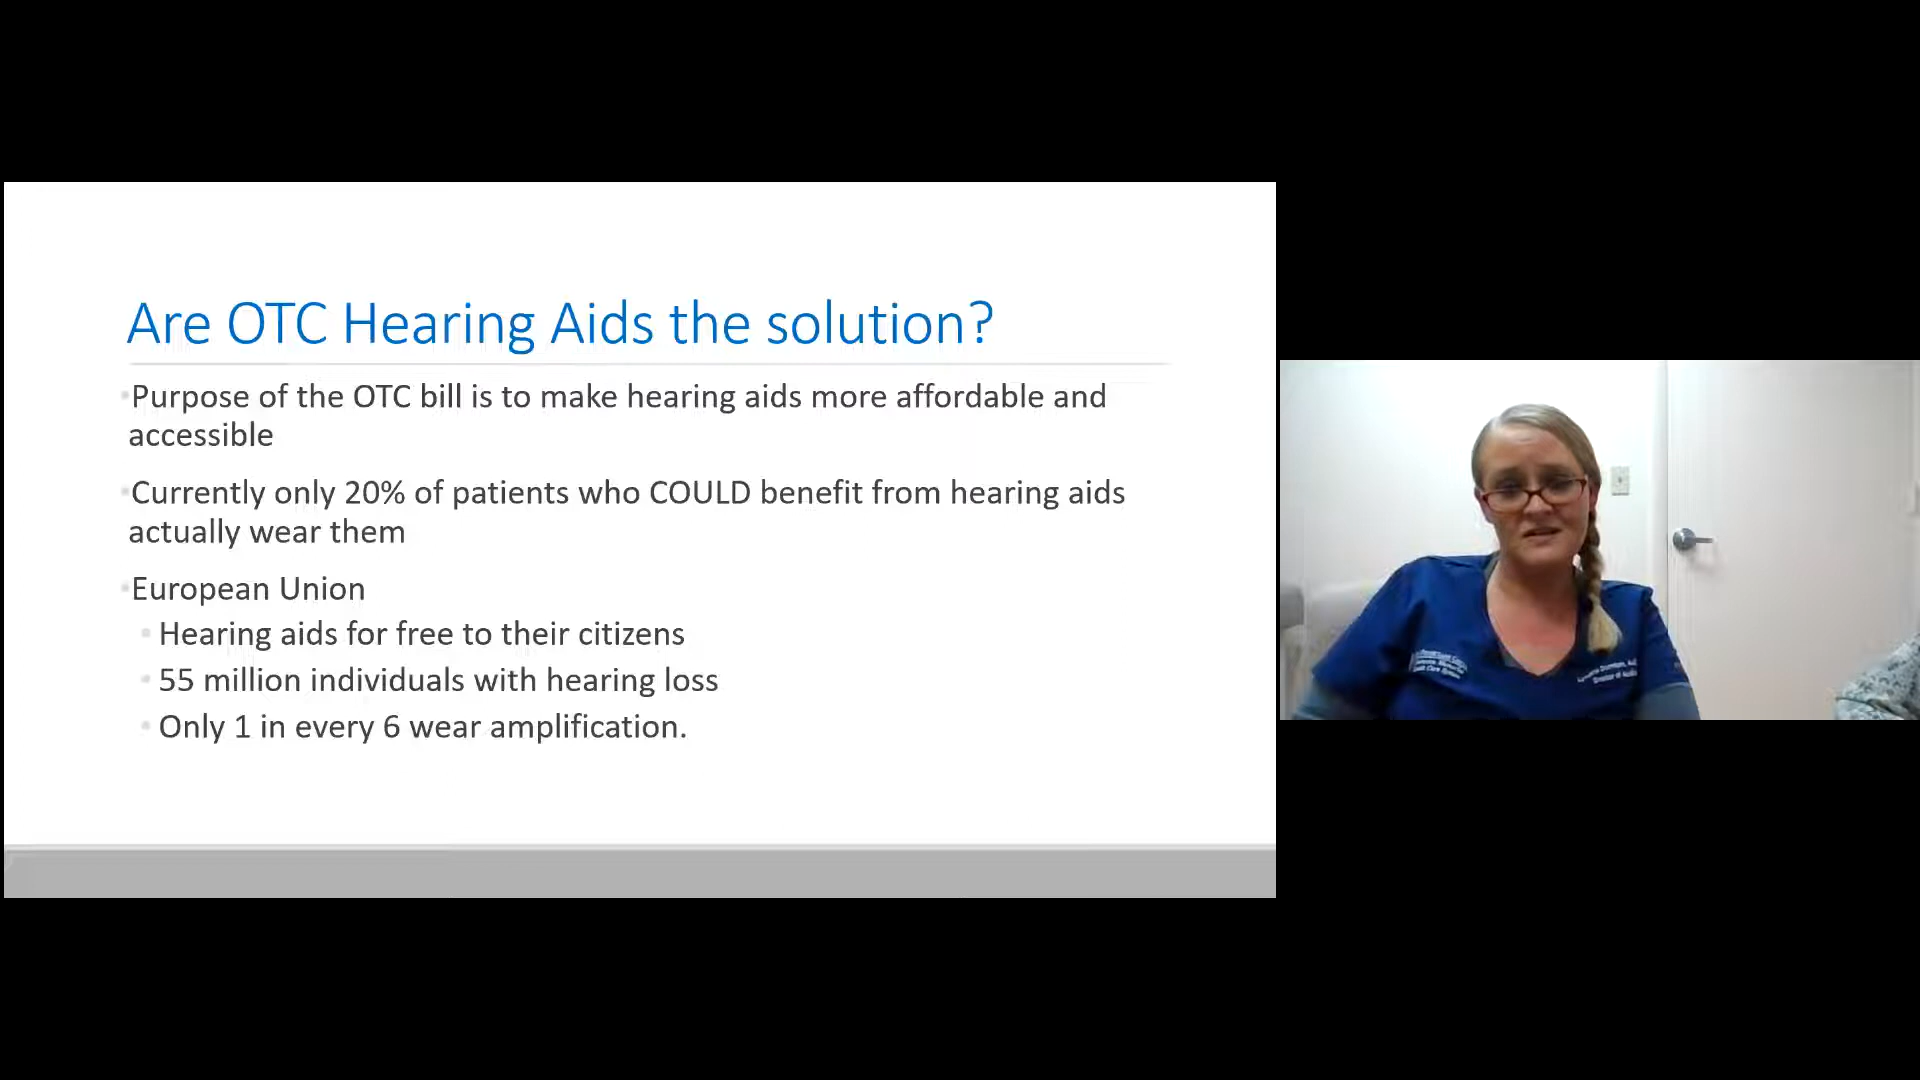 Are OTC Hearing Aids the solution?
Purpose of the OTC bill is to make hearing aids more affordable and
accessible
Currently only 20% of patients who COULD benefit from hearing aids
actually wear them
European Union
Hearing aids for free to their citizens
55 million individuals with hearing loss
Only 1 in every 6 wear amplification.